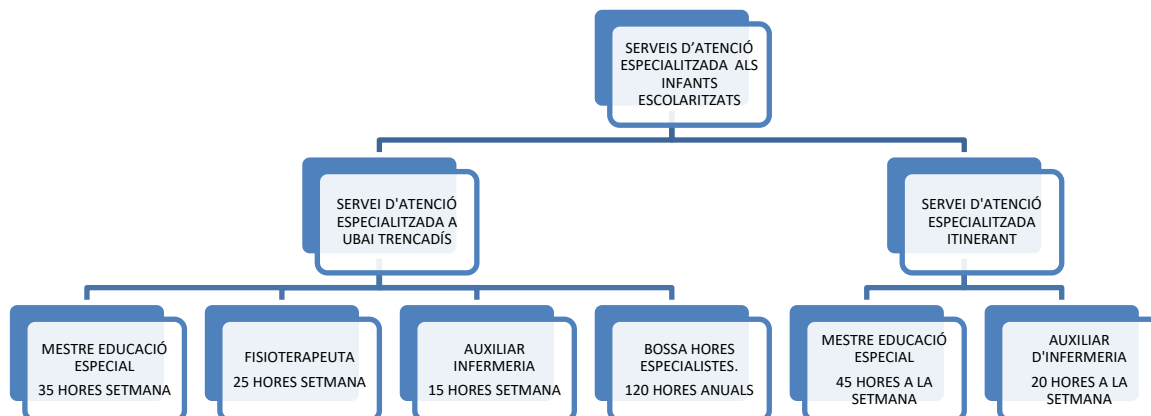 SERVEIS D’ATENCIÓ
ESPECIALITZADA ALS
INFANTS
ESCOLARITZATS
SERVEI D'ATENCIÓ
ESPECIALITZADA A
UBAI TRENCADÍS
SERVEI D'ATENCIÓ
ESPECIALITZADA
ITINERANT
MESTRE EDUCACIÓ
ESPECIAL
35 HORES SETMANA
FISIOTERAPEUTA
25 HORES SETMANA
AUXILIAR
INFERMERIA
15 HORES SETMANA
BOSSA HORES
ESPECIALISTES.
120 HORES ANUALS
MESTRE EDUCACIÓ
ESPECIAL
45 HORES A LA
SETMANA
AUXILIAR
D'INFERMERIA
20 HORES A LA
SETMANA